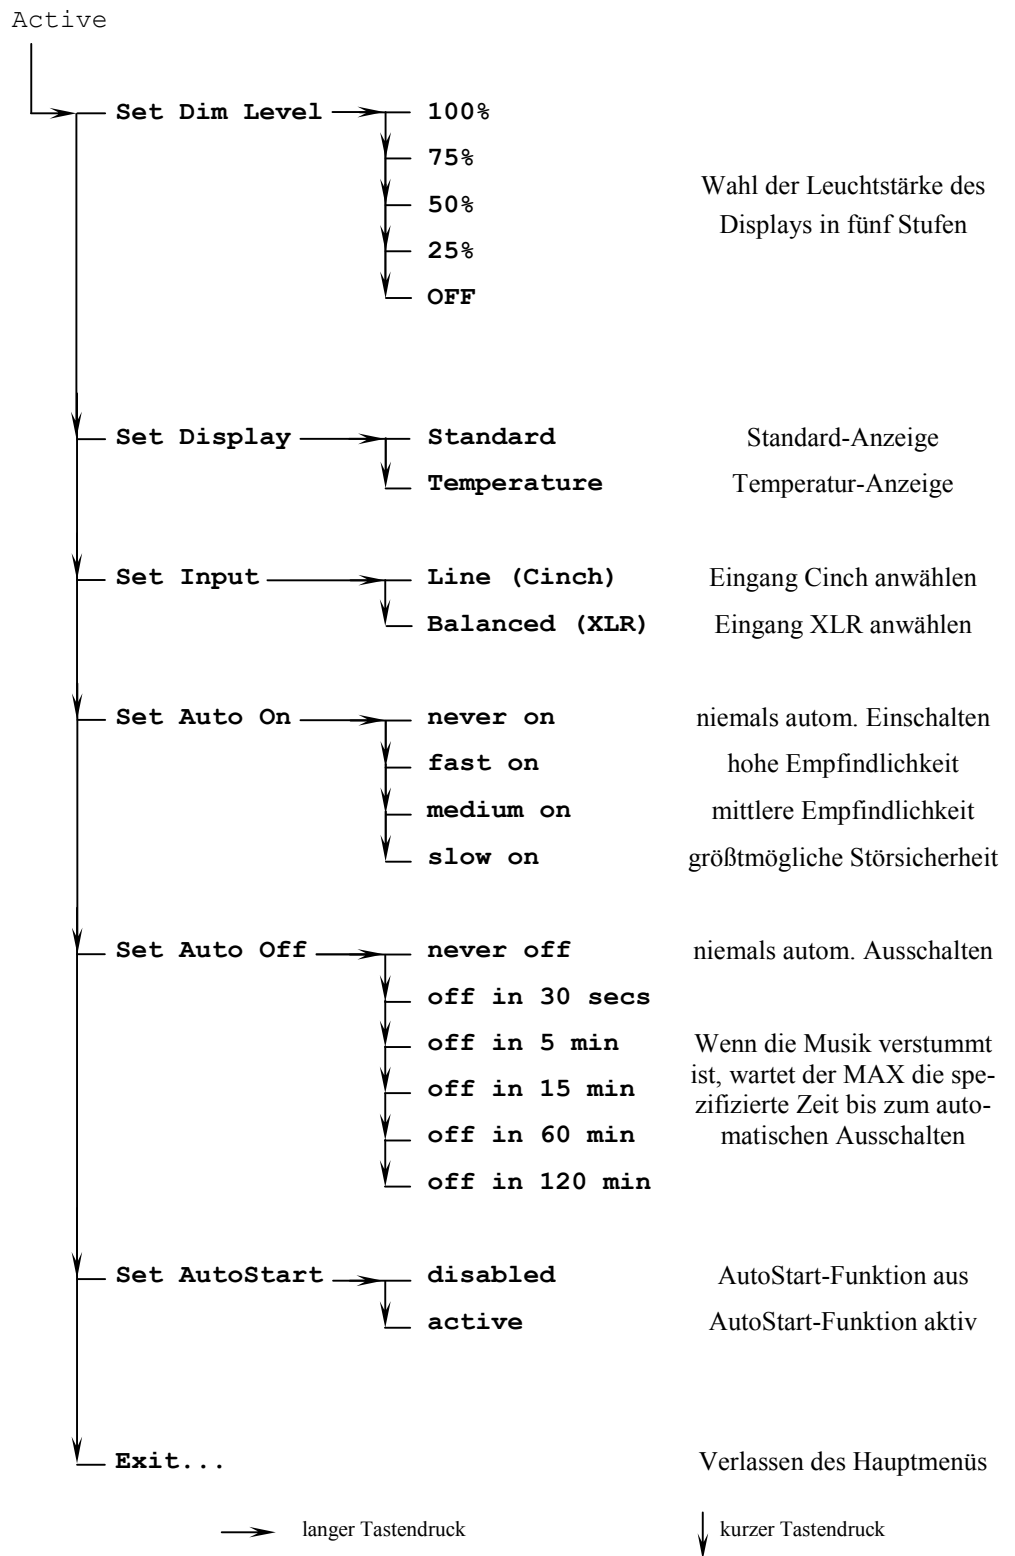 Active
Set Dim Level
100%
75%
50%
25%
OFF
Wahl der Leuchtstärke des
Displays in fünf Stufen
Set Display
Standard
Standard-Anzeige
Temperature
Temperatur-Anzeige
Set Input
Line (Cinch)
Eingang Cinch anwählen
Balanced (XLR)
Eingang XLR anwählen
Set Auto On
never on
niemals autom. Einschalten
fast on
hohe Empfindlichkeit
medium on
mittlere Empfindlichkeit
slow on
größtmögliche Störsicherheit
Set Auto Off
never off
niemals autom. Ausschalten
off in 30 secs
off in 5 min
off in 15 min
off in 60 min
off in 120 min
Wenn die Musik verstummt
ist, wartet der MAX die spe-
zifizierte Zeit bis zum auto-
matischen Ausschalten
Set AutoStart
disabled
AutoStart-Funktion aus
active
AutoStart-Funktion aktiv
Exit...
Verlassen des Hauptmenüs
langer Tastendruck
kurzer Tastendruck